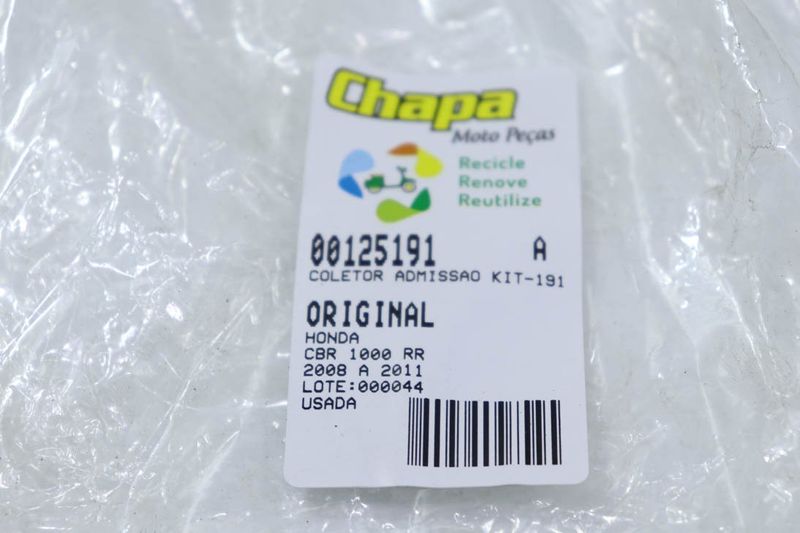 Chapa
Moto Peças
Recicle
Renove
Reutilize
00125191 A
COLETOR ADMISSAO KIT-191
ORIGINAL
HONDA
CBR 1000 RR
2008 A 2011
LOTE:000044
USADA